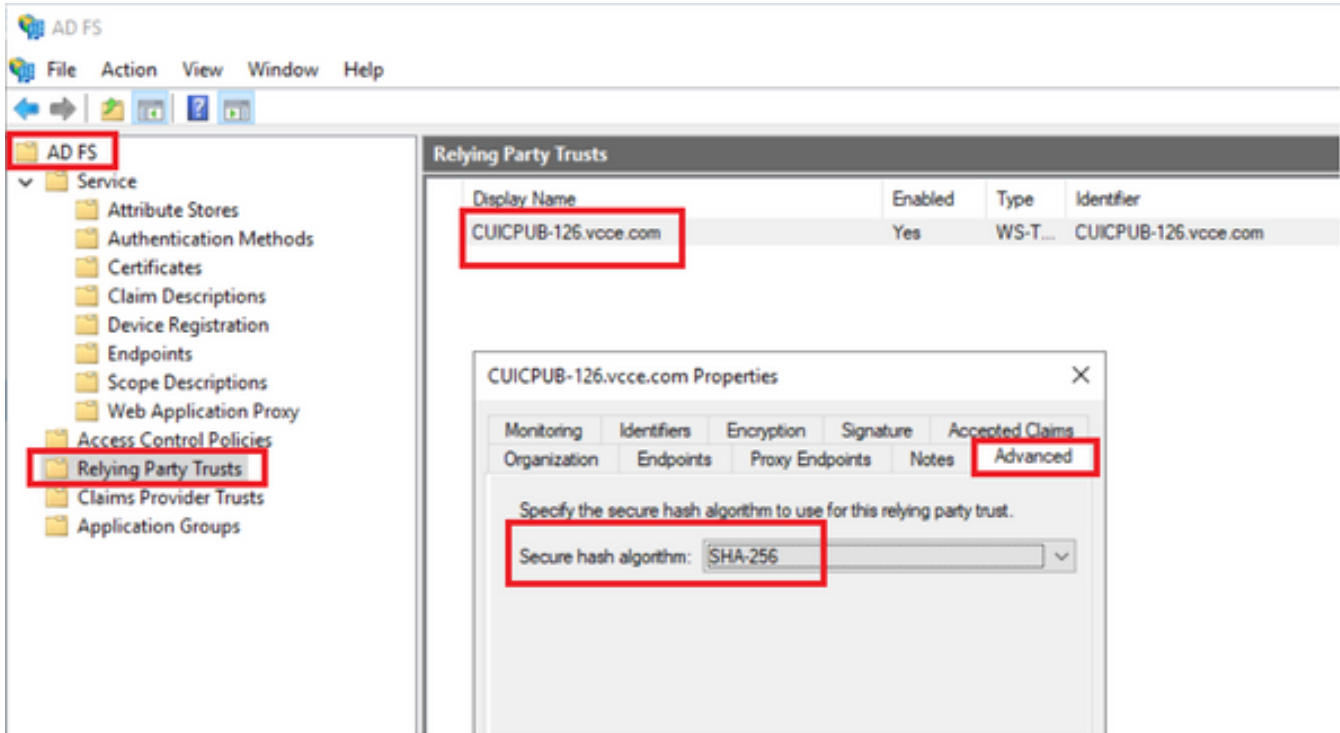 AD FS
File Action View Window Help
AD FS
Service
Attribute Stores
Authentication Methods
Certificates
Claim Descriptions
Device Registration
Endpoints
Scope Descriptions
Web Application Proxy
Access Control Policies
Relying Party Trusts
Claims Provider Trusts
Application Groups
Relying Party Trusts
Display Name Enabled Type Identifier
CUICPUB-126.vcce.com Yes WS-T... CUICPUB-126.vcce.com
CUICPUB-126.vcce.com Properties
Monitoring Identifiers Encryption Signature Accepted Claims
Organization Endpoints Proxy Endpoints Notes Advanced
Specify the secure hash algorithm to use for this relying party trust.
Secure hash algorithm: SHA-256